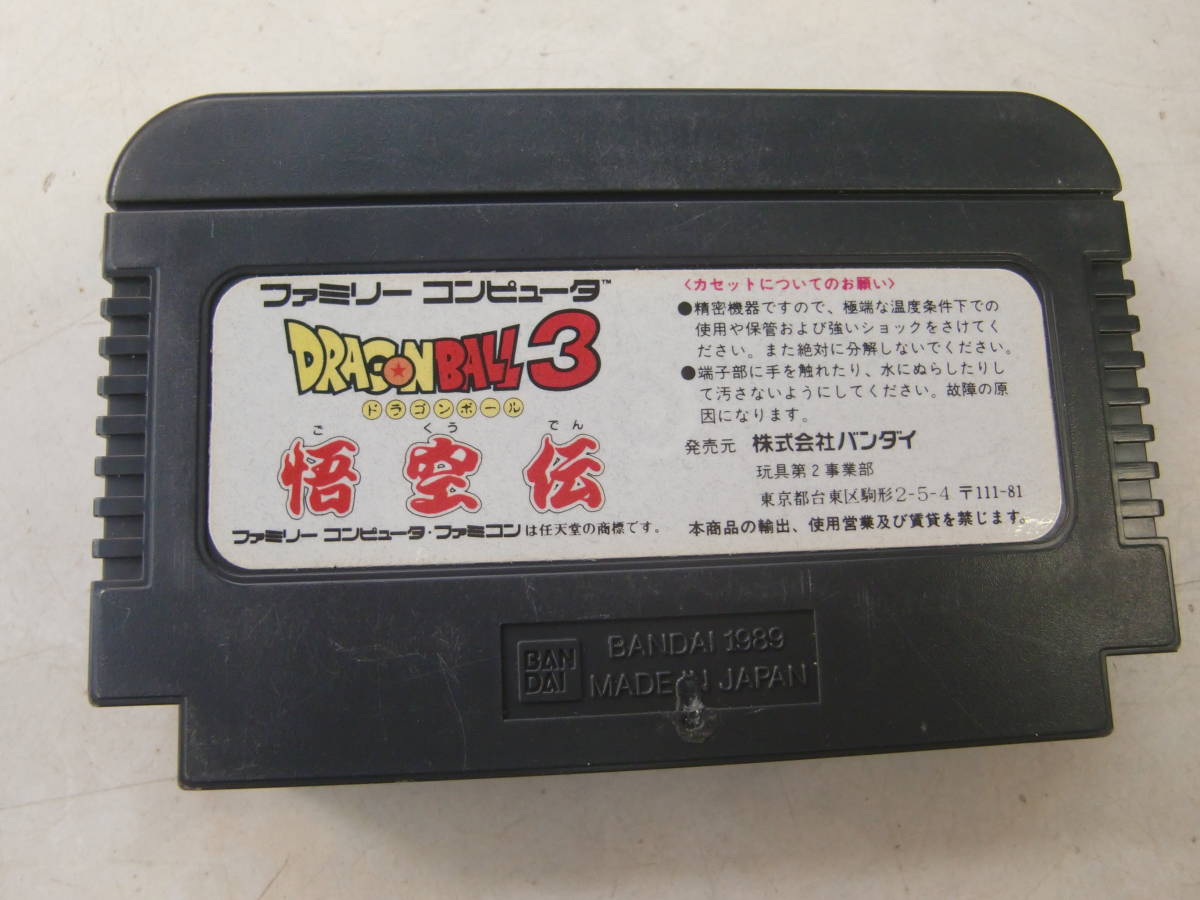 ファミリー コンピュータ™
DRAGON BALL 3
ドラゴンボール
ご くう でん
悟空伝
ファミリー コンピュータ・ファミコンは任天堂の商標です。
〈カセットについてのお願い〉
●精密機器ですので、極端な温度条件下での
使用や保管および強いショックをさけてく
ださい。また絶対に分解しないでください。
●端子部に手を触れたり、水にぬらしたりし
て汚さないようにしてください。故障の原
因になります。
発売元 株式会社バンダイ
玩具第2事業部
東京都台東区駒形2-5-4 〒111-81
本商品の輸出、使用営業及び賃貸を禁じます。
BAN
DAI
BANDAI 1989
MADE IN JAPAN